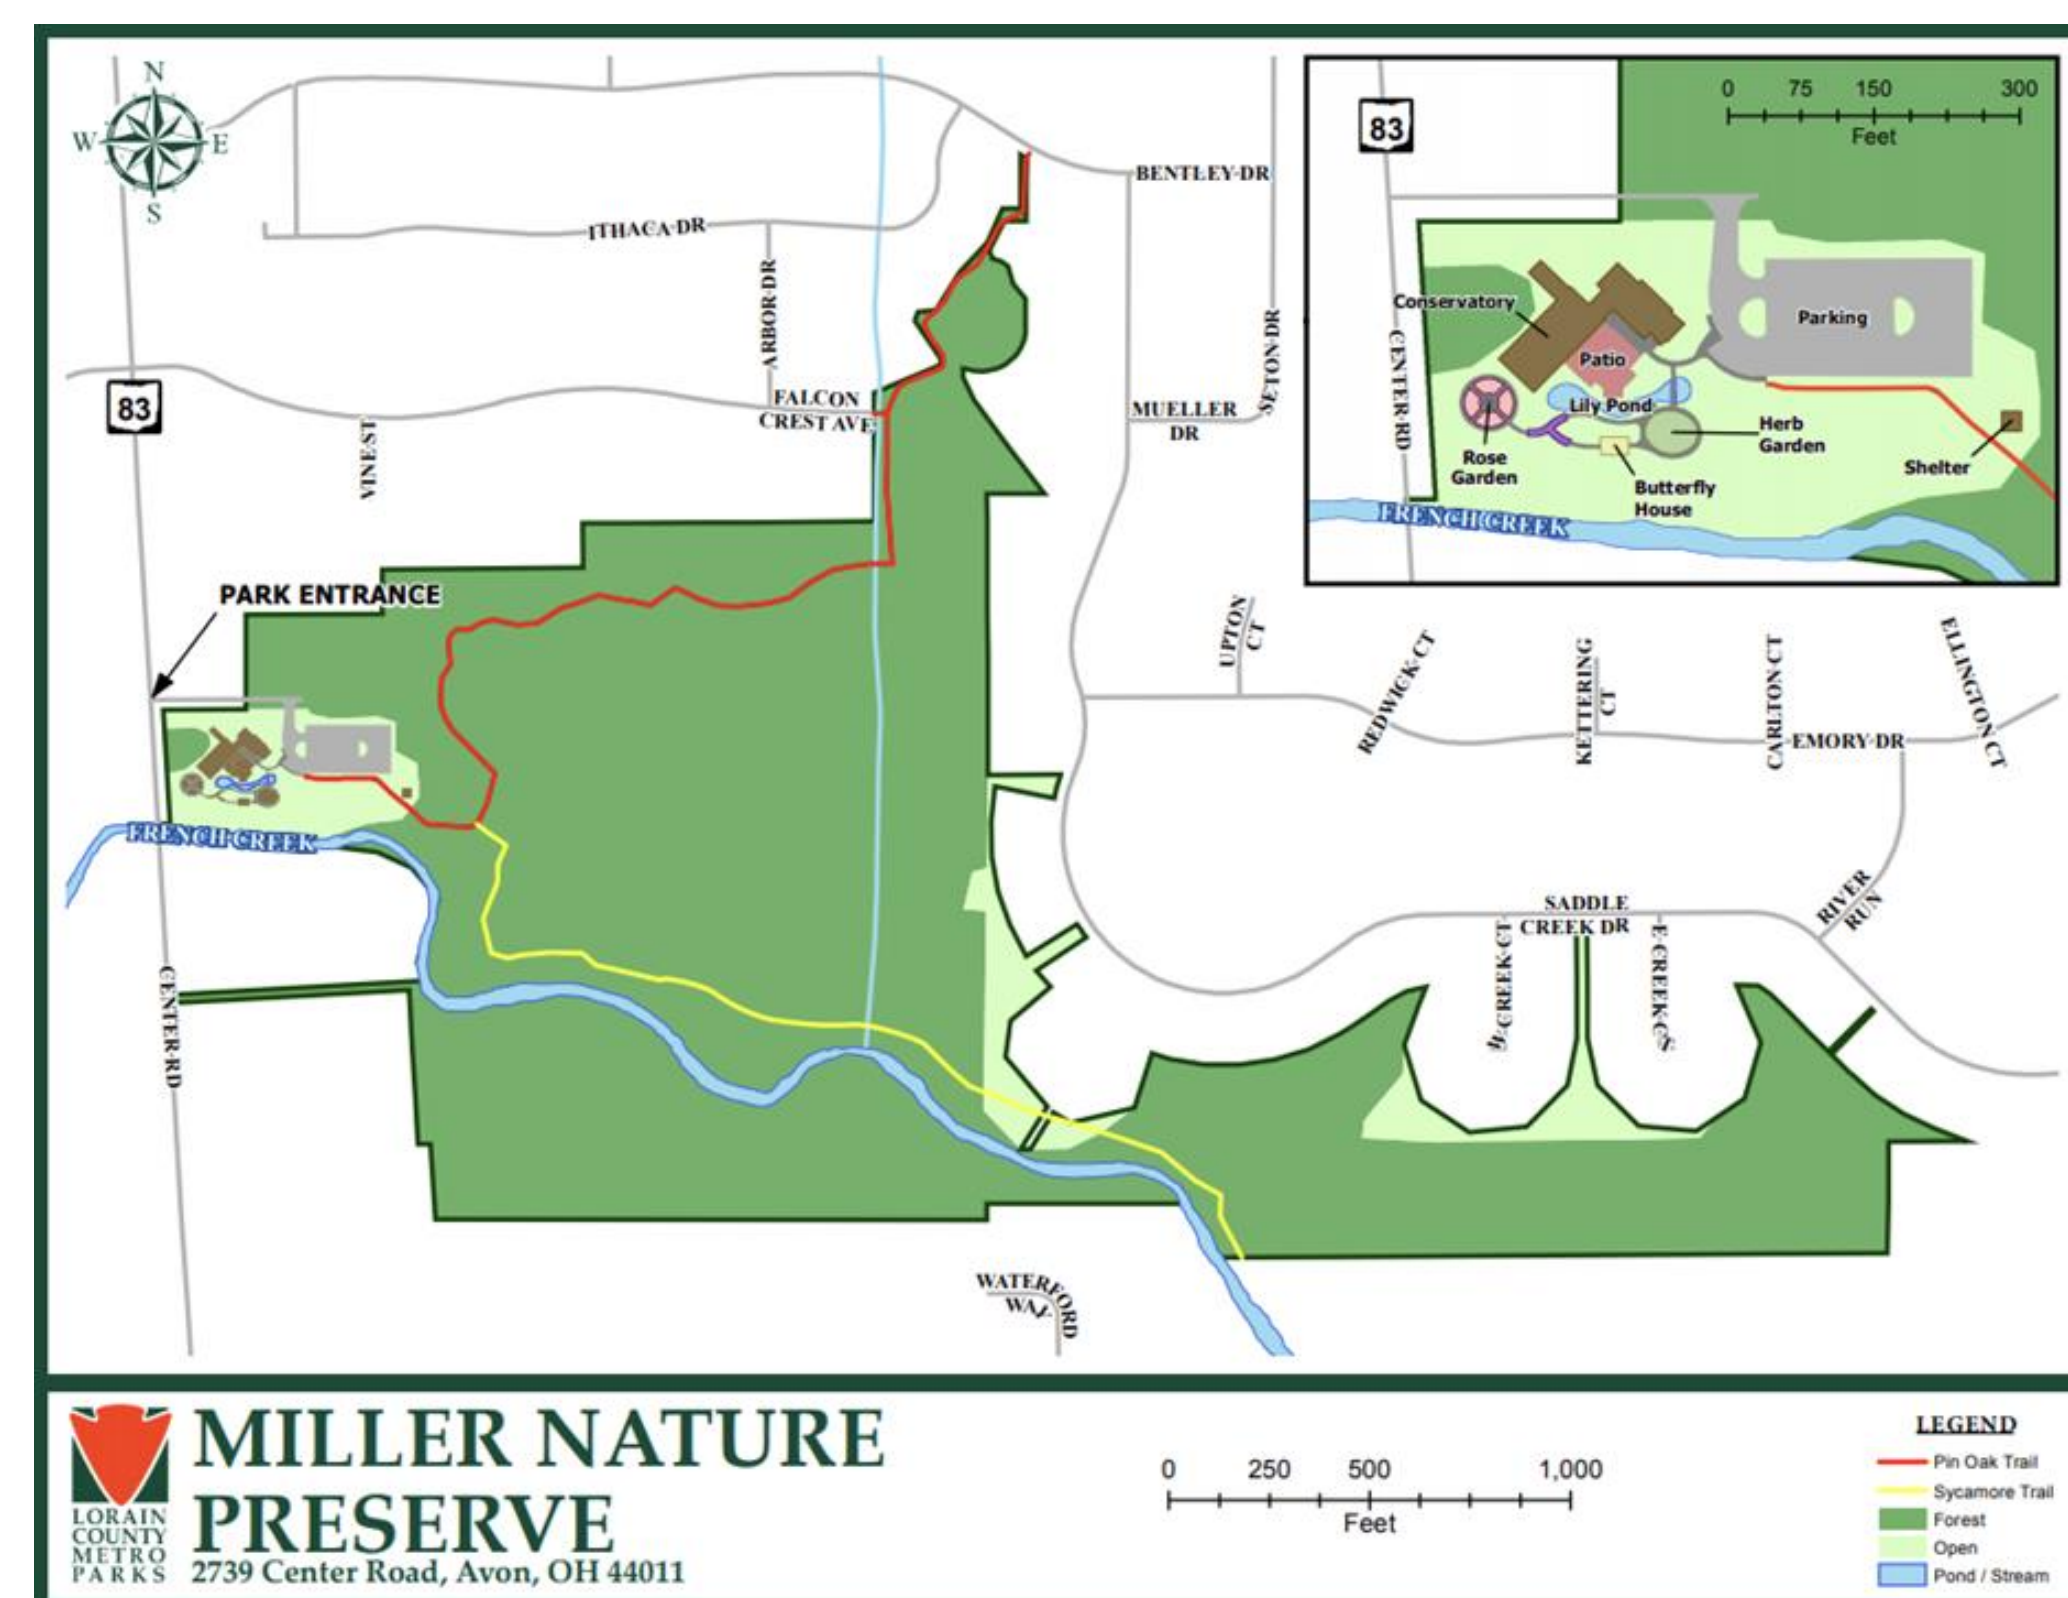 N
W
E
S
BENTLEY DR
ITHACA DR
ARBOR DR
SETON DR
83
FALCON
CREST AVE
MUELLER
DR
VINE ST
PARK ENTRANCE
UPTON
CT
REDWICK CT
KETTERING
CT
CARLTON CT
ELLINGTON CT
EMORY DR
FRENCH CREEK
CENTER RD
SADDLE
CREEK DR
RIVER
RUN
W CREEK CT
E CREEK CS
WATERFORD
WAY
83
0 75 150 300
Feet
Conservatory
Parking
Patio
CENTER RD
Lily Pond
Herb
Garden
Rose
Garden
Shelter
Butterfly
House
FRENCH CREEK
LORAIN
COUNTY
METRO
PARKS
MILLER NATURE
PRESERVE
2739 Center Road, Avon, OH 44011
0 250 500 1,000
Feet
LEGEND
Pin Oak Trail
Sycamore Trail
Forest
Open
Pond / Stream